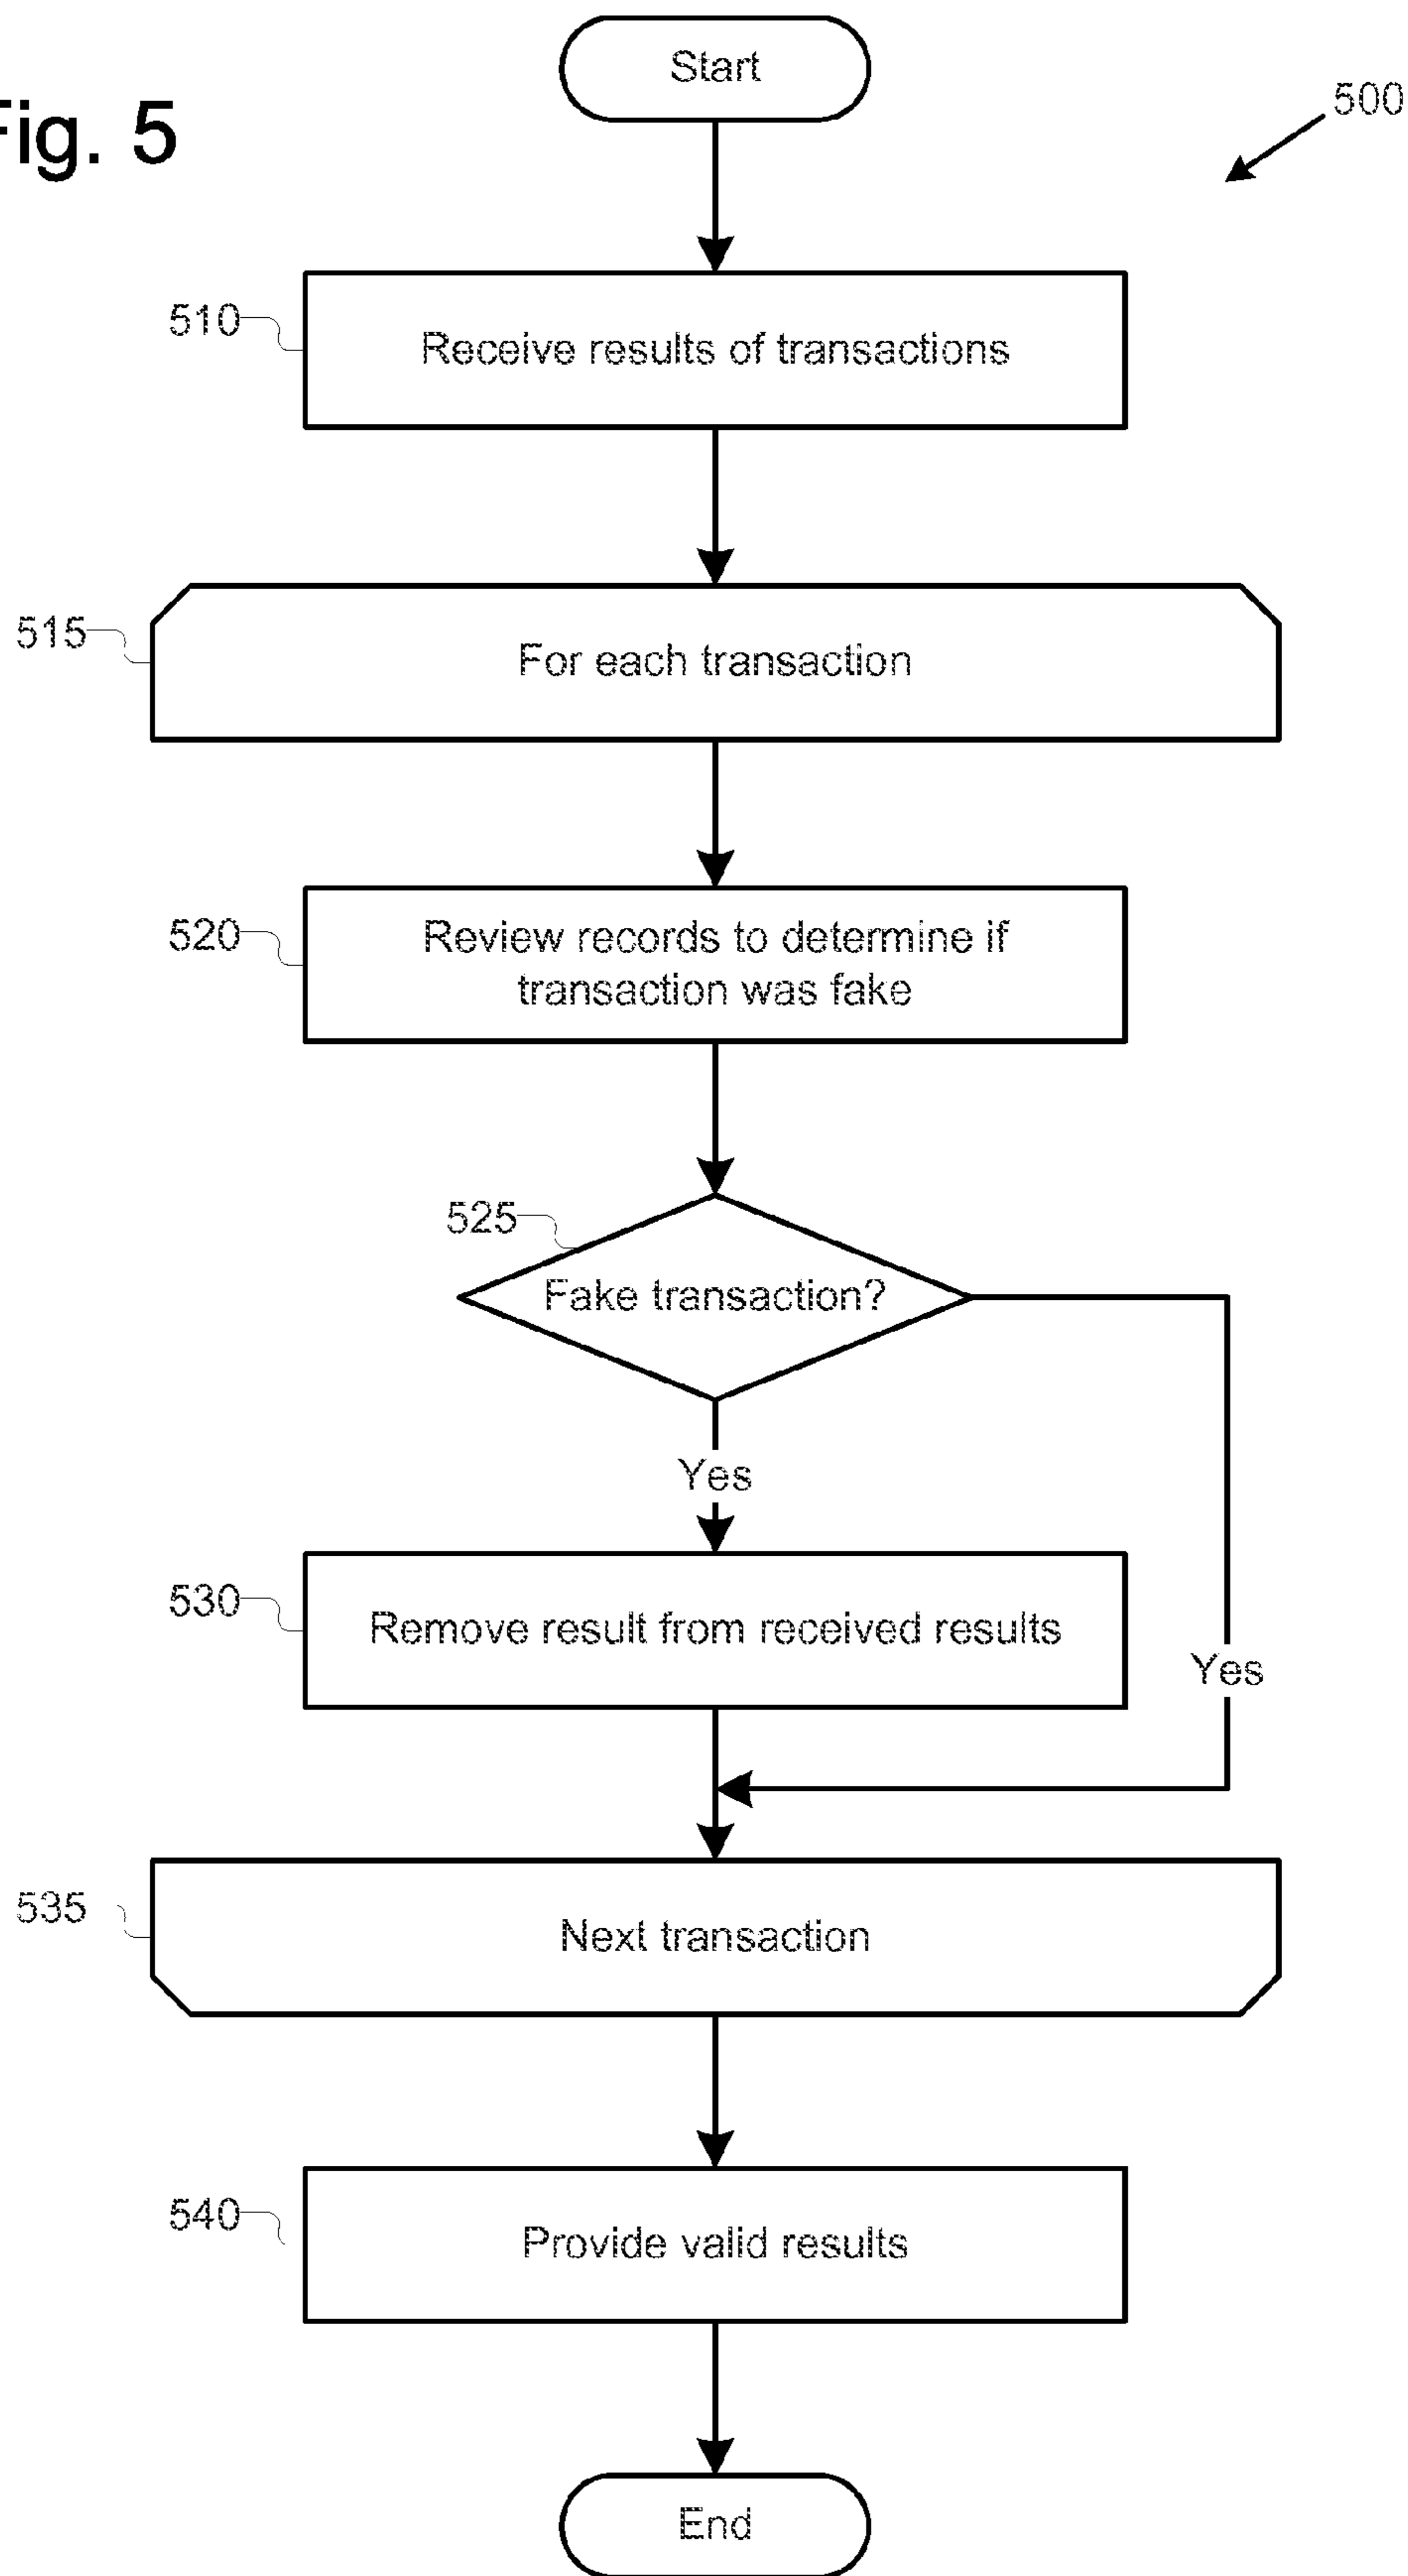 Start
Fig. 5
500
510
Receive results of transactions
515
For each transaction
520
Review records to determine if
transaction was fake
525
Fake transaction?
Yes
530
Remove result from received results
Yes
535
Next transaction
540
Provide valid results
End